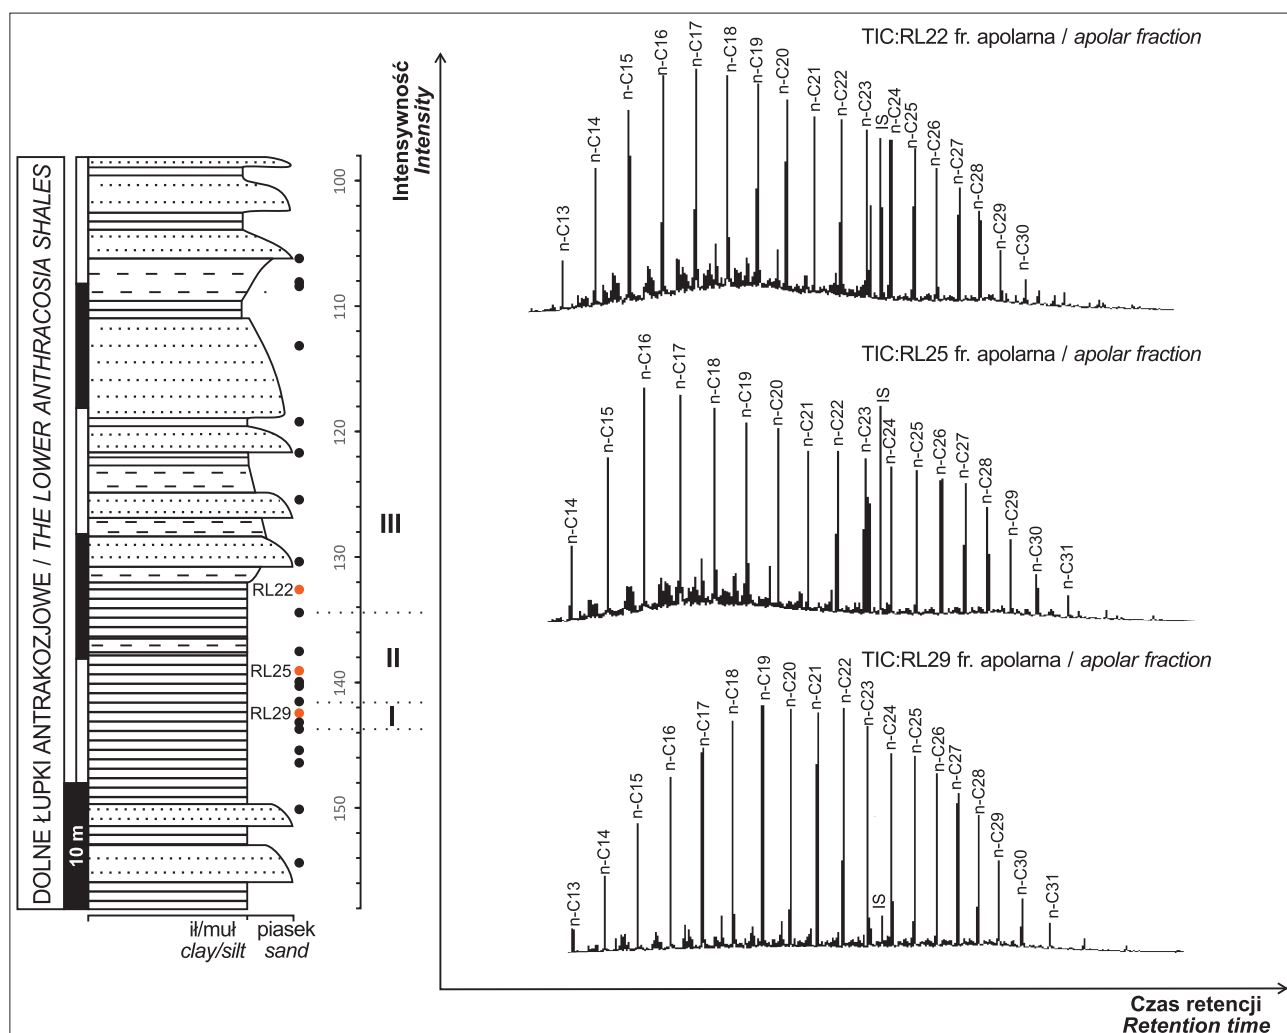 DOLNE ŁUPKI ANTRAKOZJOWE / THE LOWER ANTHRACOSIA SHALES
10 m
ił/muł
clay/silt
piasek
sand
RL22
RL25
RL29
100
110
120
130
140
150
III
II
I
Intensywność
Intensity
TIC:RL22 fr. apolarna / apolar fraction
n-C13
n-C14
n-C15
n-C16
n-C17
n-C18
n-C19
n-C20
n-C21
n-C22
n-C23
IS
n-C24
n-C25
n-C26
n-C27
n-C28
n-C29
n-C30
TIC:RL25 fr. apolarna / apolar fraction
n-C14
n-C15
n-C16
n-C17
n-C18
n-C19
n-C20
n-C21
n-C22
n-C23
IS
n-C24
n-C25
n-C26
n-C27
n-C28
n-C29
n-C30
n-C31
TIC:RL29 fr. apolarna / apolar fraction
n-C13
n-C14
n-C15
n-C16
n-C17
n-C18
n-C19
n-C20
n-C21
n-C22
n-C23
IS
n-C24
n-C25
n-C26
n-C27
n-C28
n-C29
n-C30
n-C31
Czas retencji
Retention time